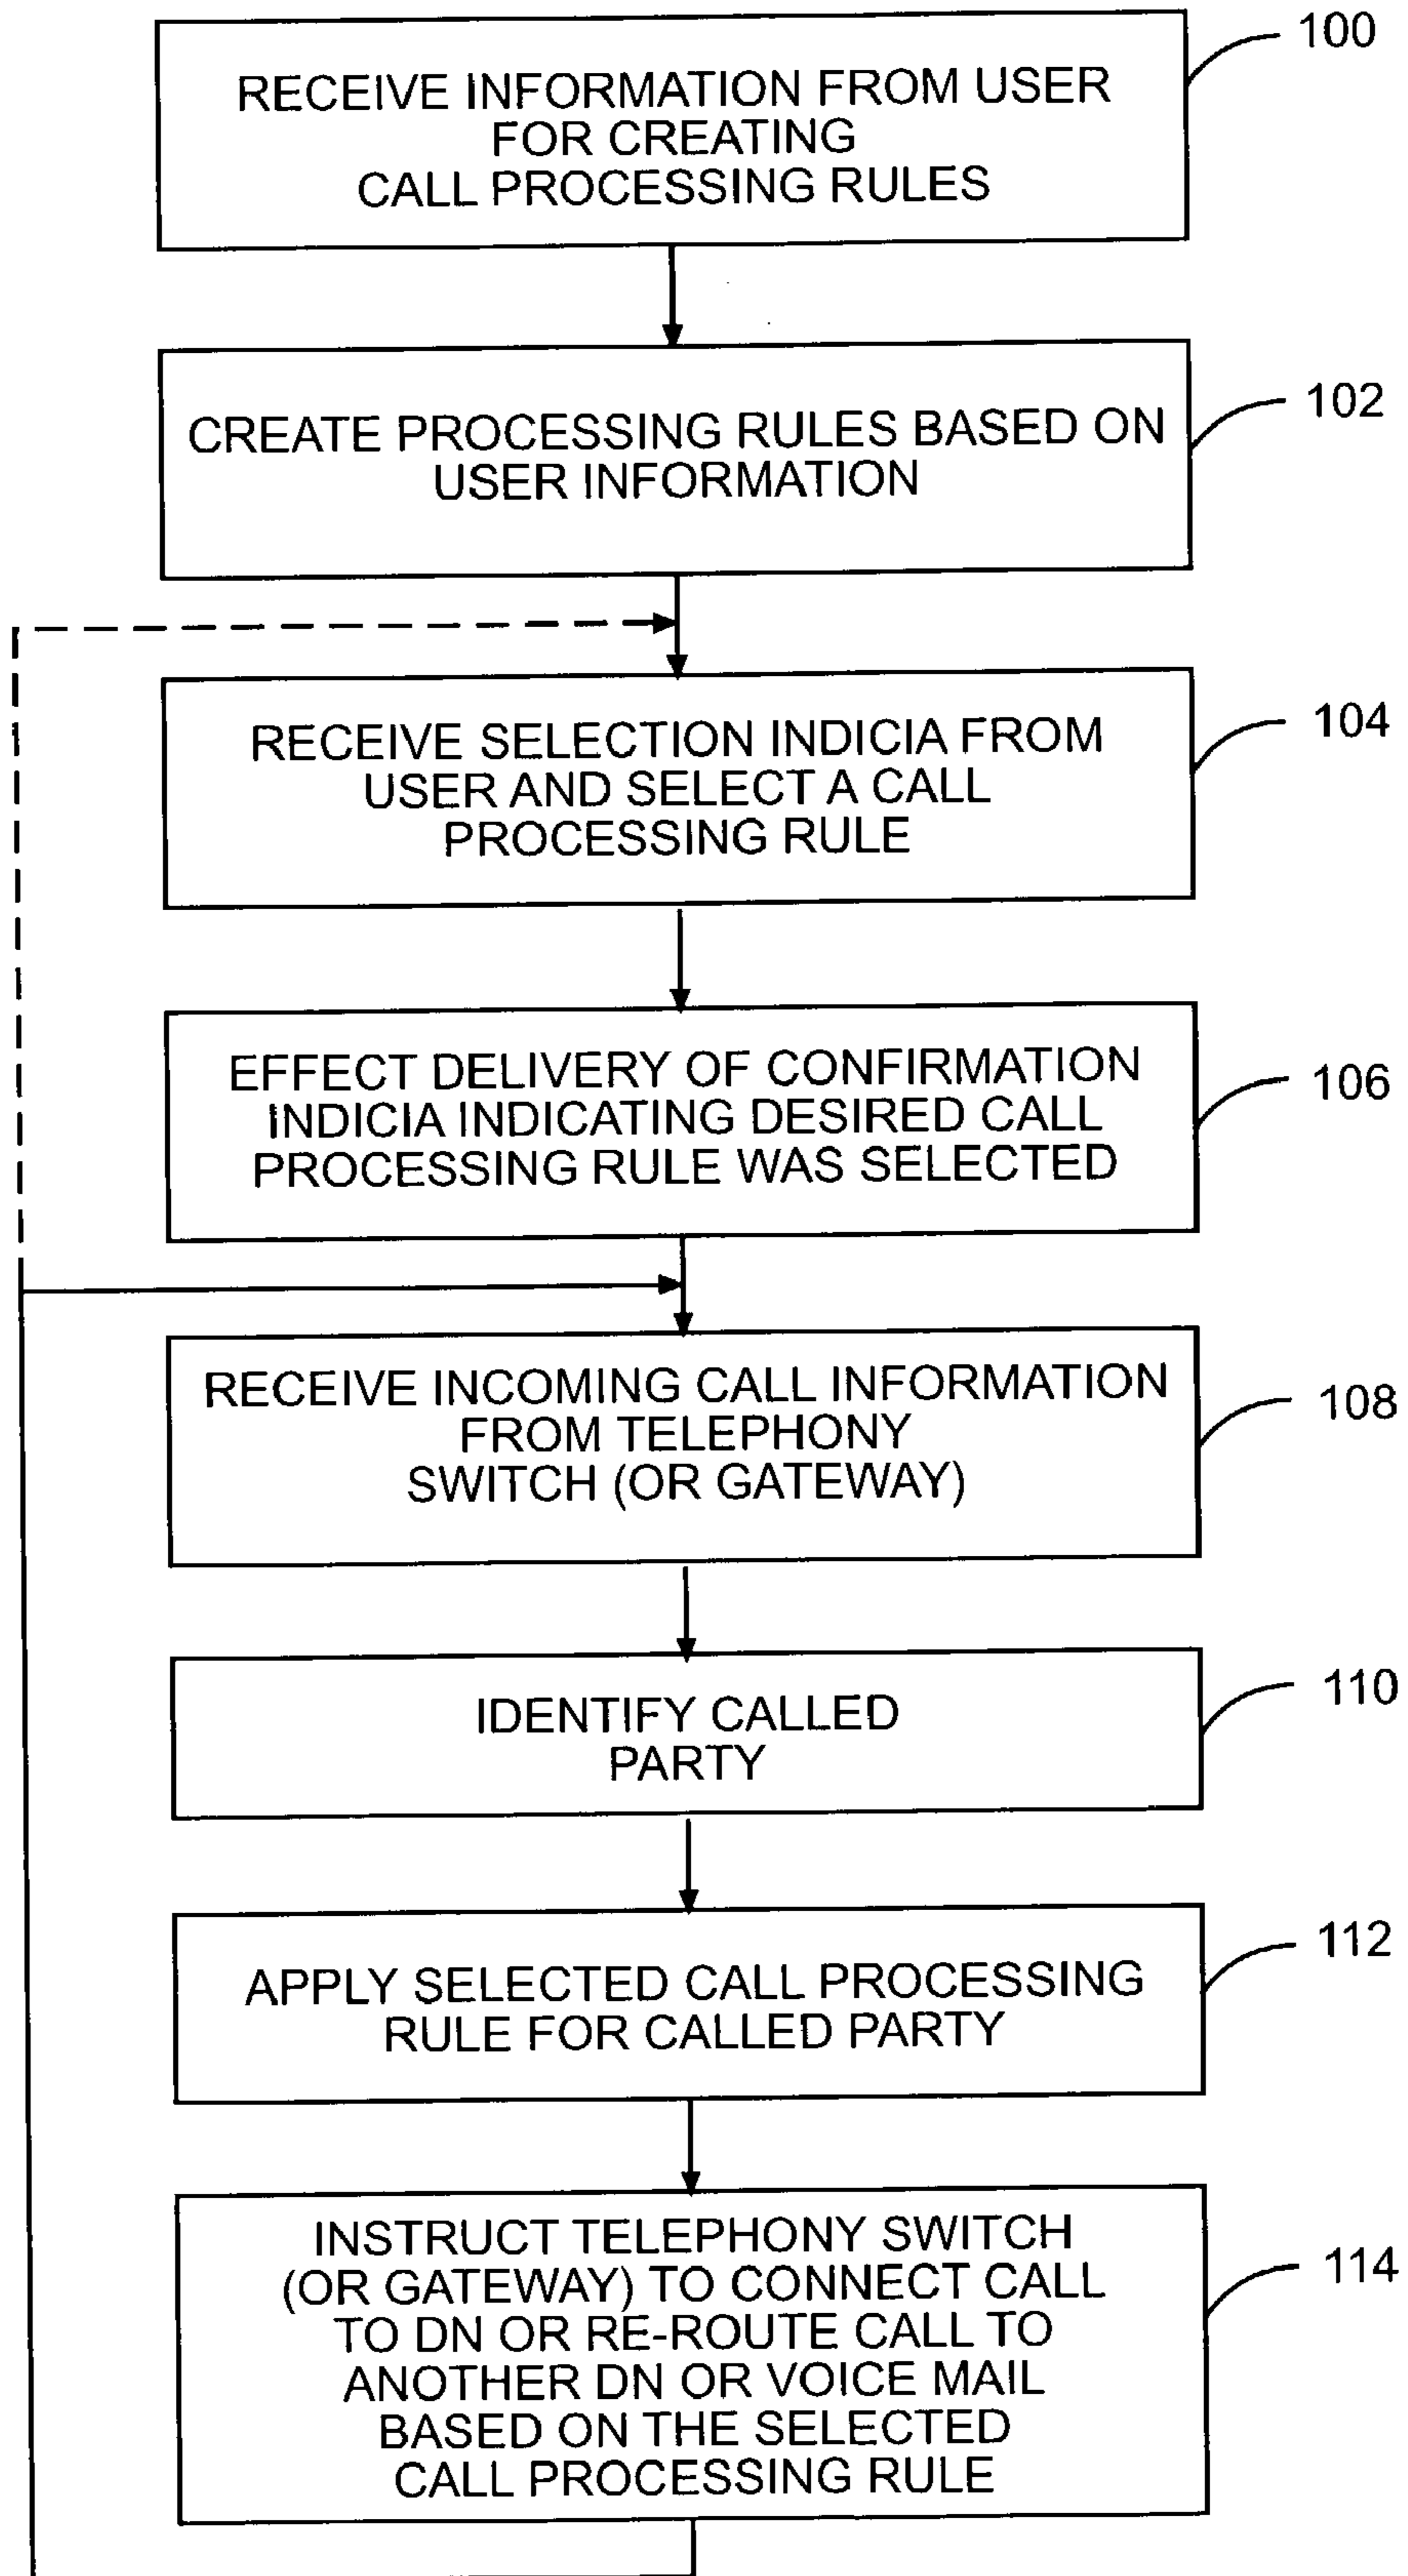 100
RECEIVE INFORMATION FROM USER
FOR CREATING
CALL PROCESSING RULES
102
CREATE PROCESSING RULES BASED ON
USER INFORMATION
104
RECEIVE SELECTION INDICIA FROM
USER AND SELECT A CALL
PROCESSING RULE
106
EFFECT DELIVERY OF CONFIRMATION
INDICIA INDICATING DESIRED CALL
PROCESSING RULE WAS SELECTED
108
RECEIVE INCOMING CALL INFORMATION
FROM TELEPHONY
SWITCH (OR GATEWAY)
110
IDENTIFY CALLED
PARTY
112
APPLY SELECTED CALL PROCESSING
RULE FOR CALLED PARTY
114
INSTRUCT TELEPHONY SWITCH
(OR GATEWAY) TO CONNECT CALL
TO DN OR RE-ROUTE CALL TO
ANOTHER DN OR VOICE MAIL
BASED ON THE SELECTED
CALL PROCESSING RULE